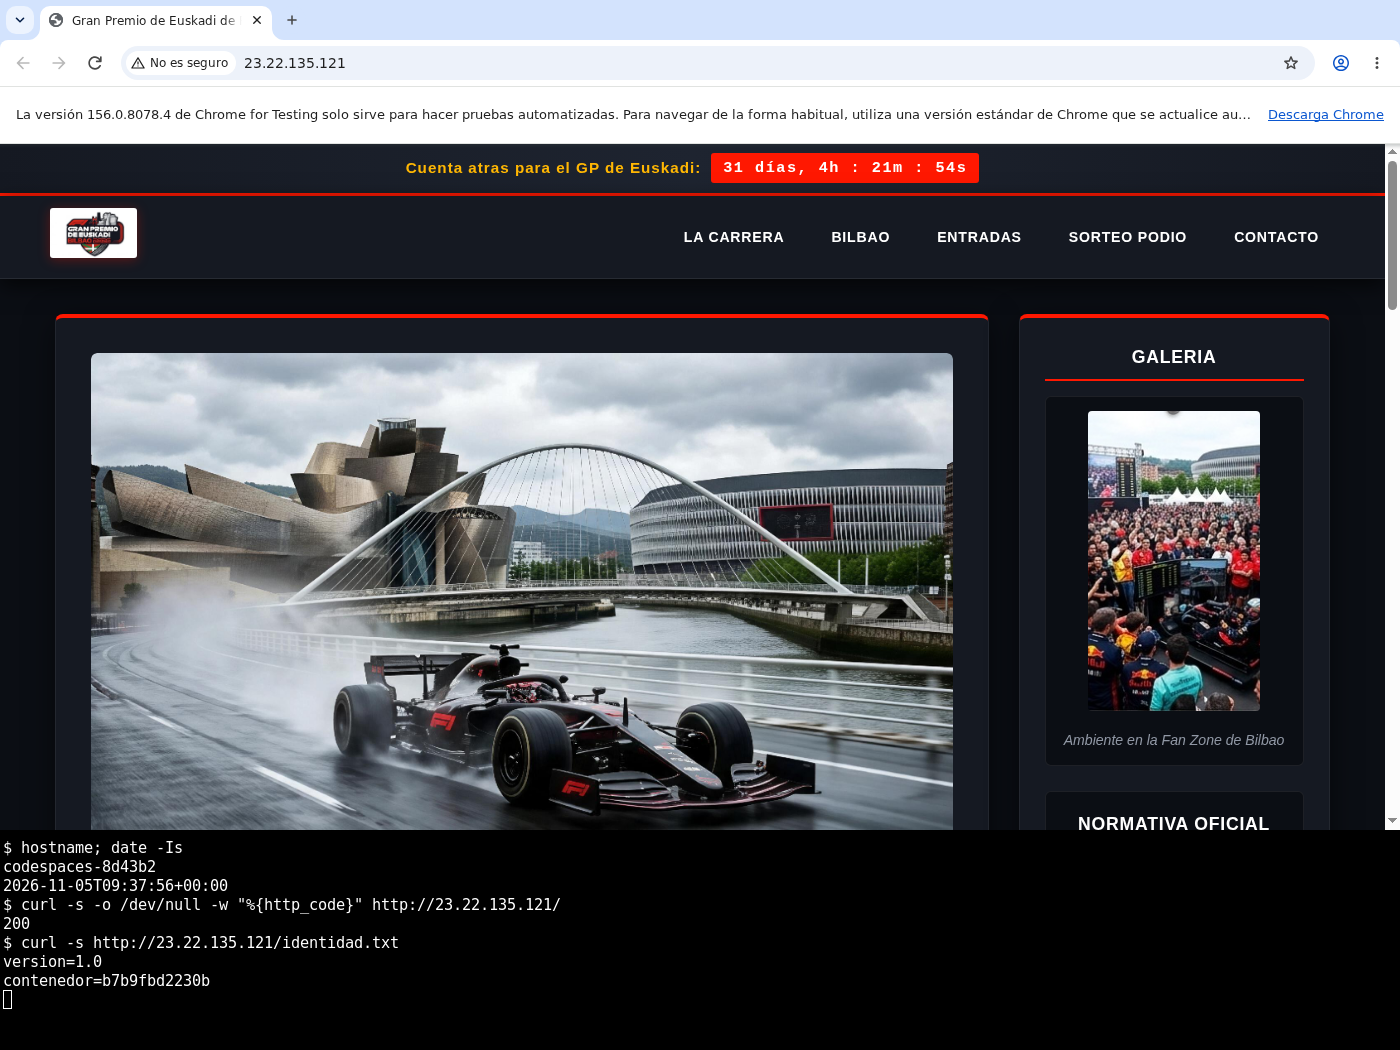 Gran Premio de Euskadi de
No es seguro
23.22.135.121
La versión 156.0.8078.4 de Chrome for Testing solo sirve para hacer pruebas automatizadas. Para navegar de la forma habitual, utiliza una versión estándar de Chrome que se actualice au...
Descarga Chrome
Cuenta atras para el GP de Euskadi: 31 días, 4h : 21m : 54s
GRAN PREMIO
DE EUSKADI
LA CARRERA BILBAO ENTRADAS SORTEO PODIO CONTACTO
GALERIA
Ambiente en la Fan Zone de Bilbao
NORMATIVA OFICIAL
$ hostname; date -Is
codespaces-8d43b2
2026-11-05T09:37:56+00:00
$ curl -s -o /dev/null -w "%{http_code}" http://23.22.135.121/
200
$ curl -s http://23.22.135.121/identidad.txt
version=1.0
contenedor=b7b9fbd2230b